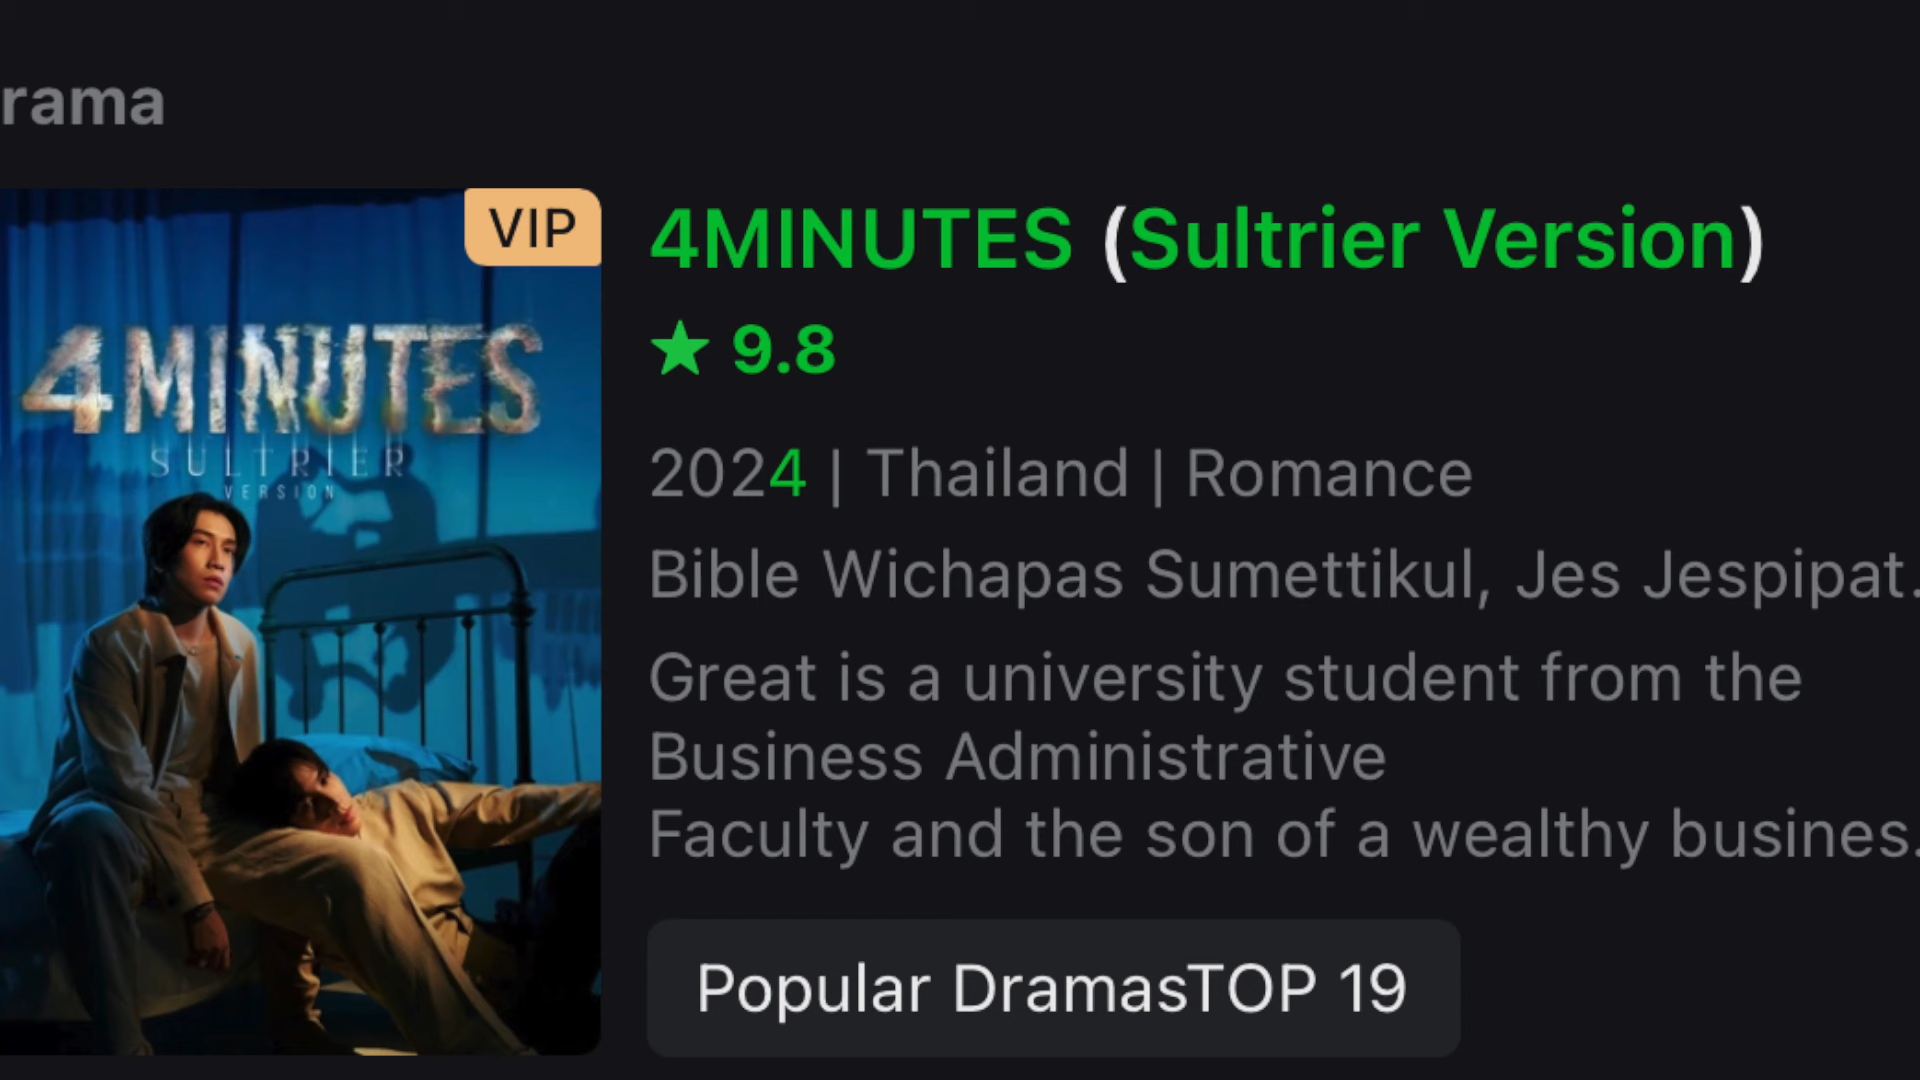 rama
VIP
4MINUTES
SULTRIER
VERSION
4MINUTES (Sultrier Version)
★ 9.8
2024 | Thailand | Romance
Bible Wichapas Sumettikul, Jes Jespipat.
Great is a university student from the
Business Administrative
Faculty and the son of a wealthy busines.
Popular DramasTOP 19